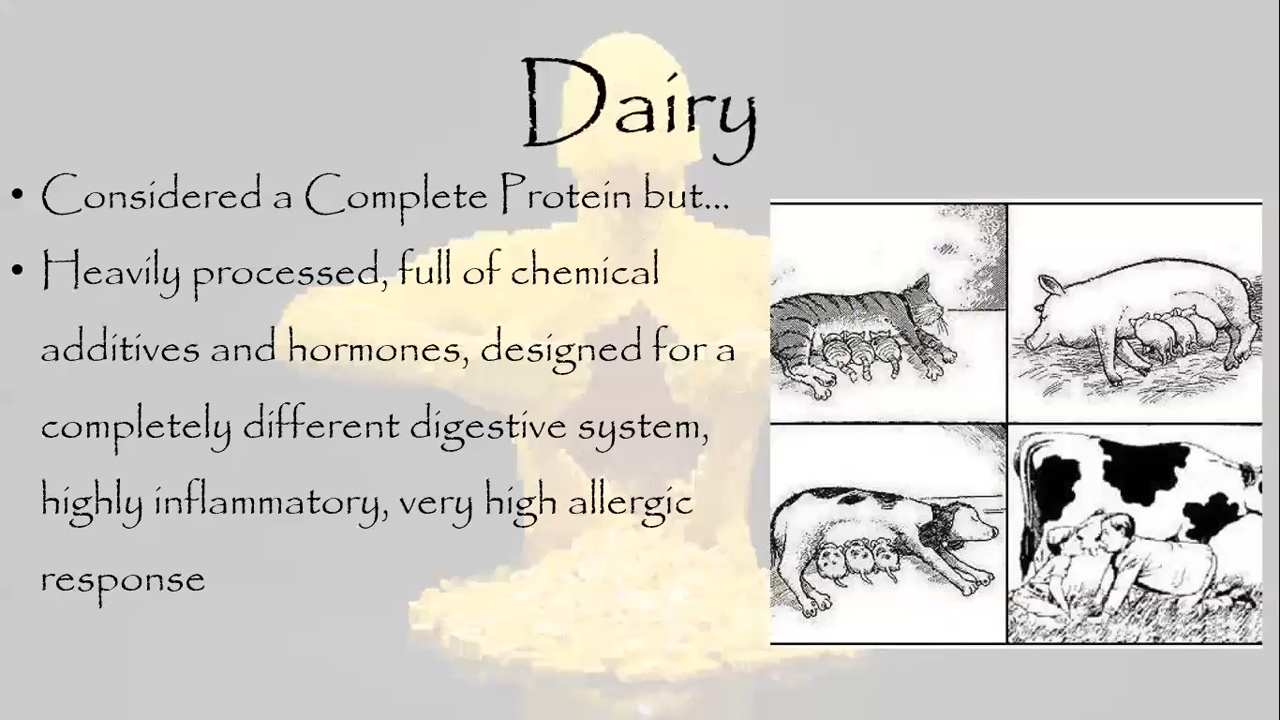 Dairy
• Considered a Complete Protein but...
• Heavily processed, full of chemical
additives and hormones, designed for a
completely different digestive system,
highly inflammatory, very high allergic
response